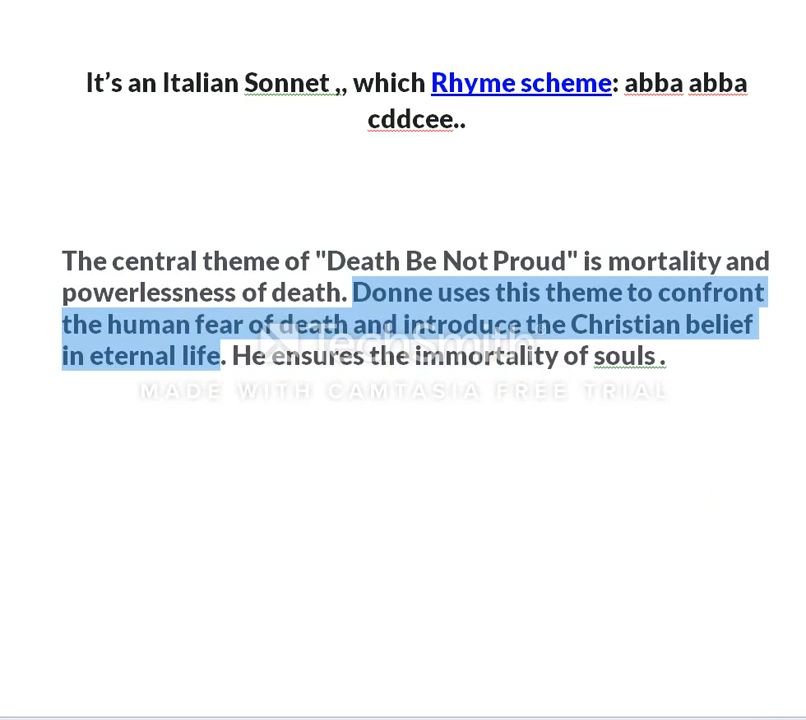 It’s an Italian Sonnet ,, which Rhyme scheme: abba abba
cddcee..
The central theme of "Death Be Not Proud" is mortality and
powerlessness of death. Donne uses this theme to confront
the human fear of death and introduce the Christian belief
in eternal life. He ensures the immortality of souls .
TechSmith
MADE WITH CAMTASIA FREE TRIAL